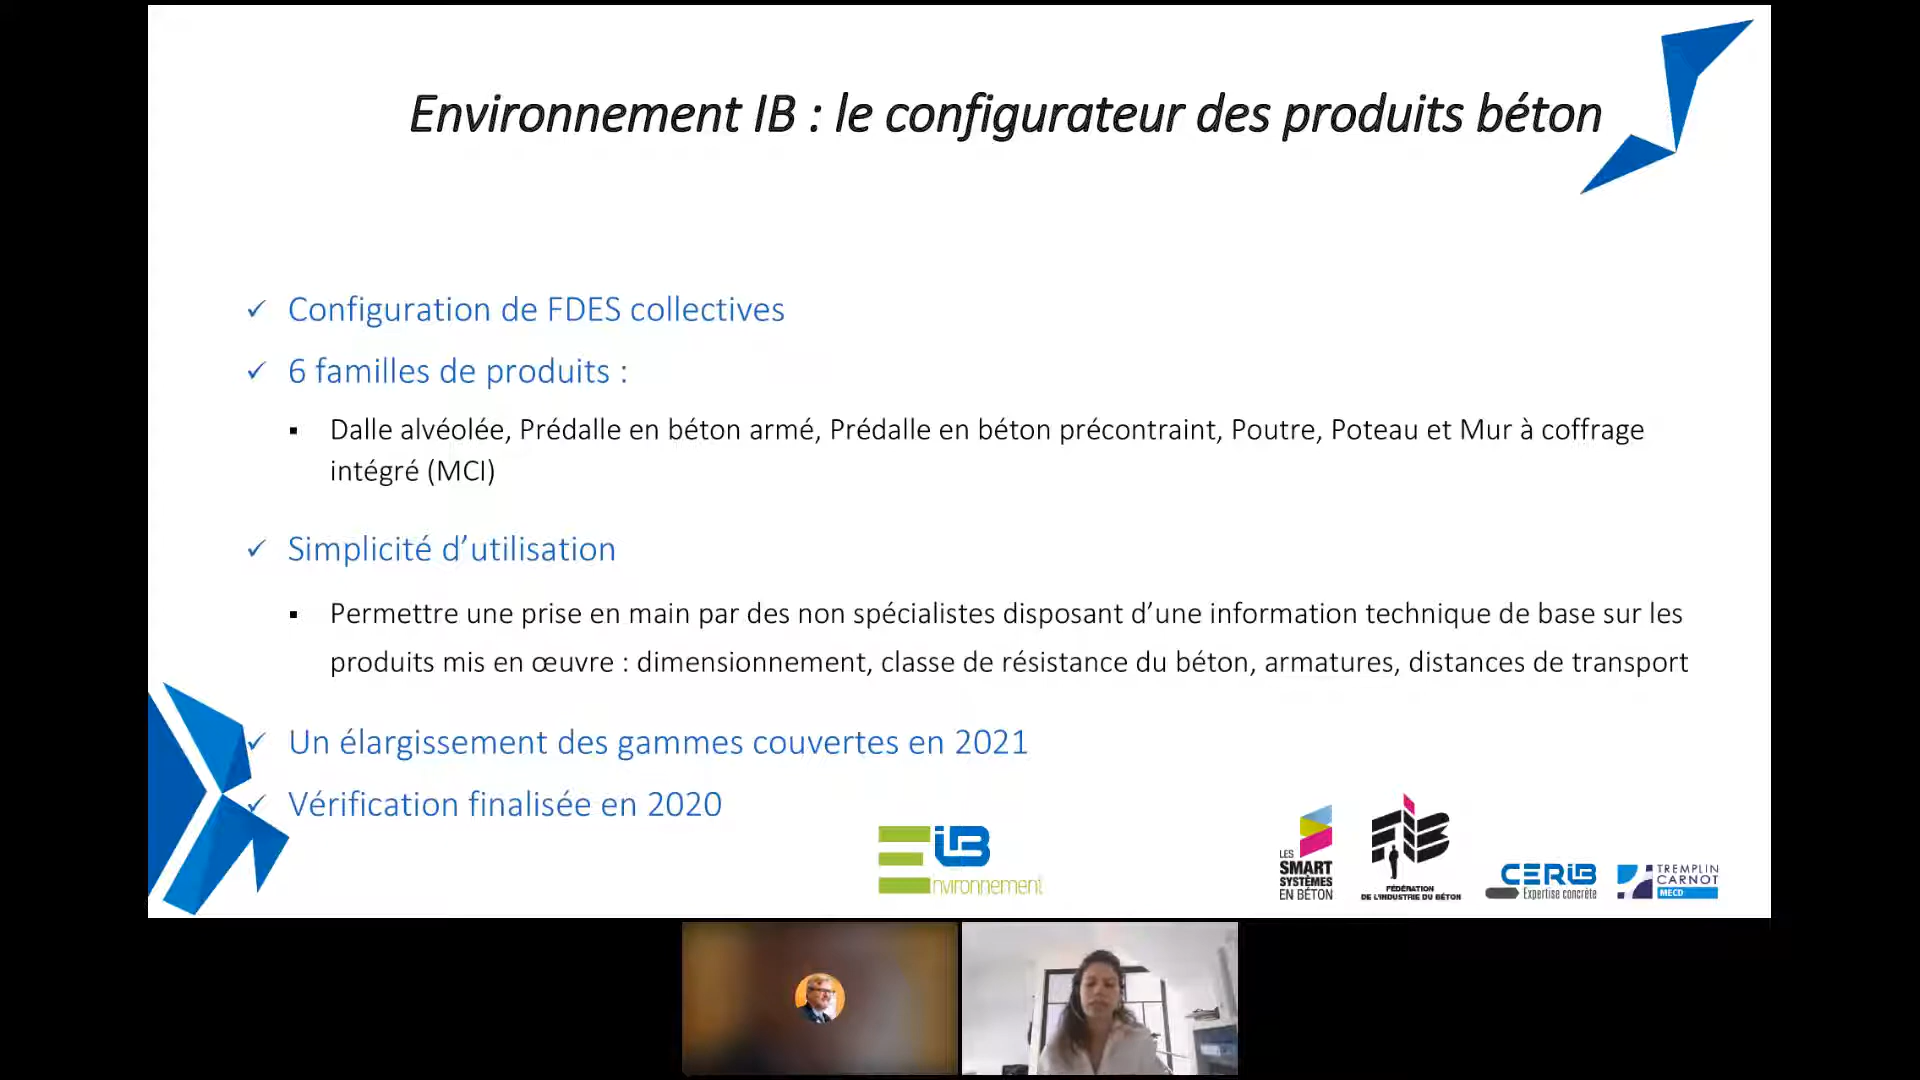 Environnement IB : le configurateur des produits béton
✓ Configuration de FDES collectives
✓ 6 familles de produits :
▪ Dalle alvéolée, Prédalle en béton armé, Prédalle en béton précontraint, Poutre, Poteau et Mur à coffrage
intégré (MCI)
✓ Simplicité d’utilisation
▪ Permettre une prise en main par des non spécialistes disposant d’une information technique de base sur les
produits mis en œuvre : dimensionnement, classe de résistance du béton, armatures, distances de transport
✓ Un élargissement des gammes couvertes en 2021
✓ Vérification finalisée en 2020
iB
Environnement
LES
SMART
SYSTÈMES
EN BÉTON
FIB
FÉDÉRATION
DE L'INDUSTRIE DU BÉTON
CERIB
Expertise concrète
TREMPLIN
CARNOT
MECD